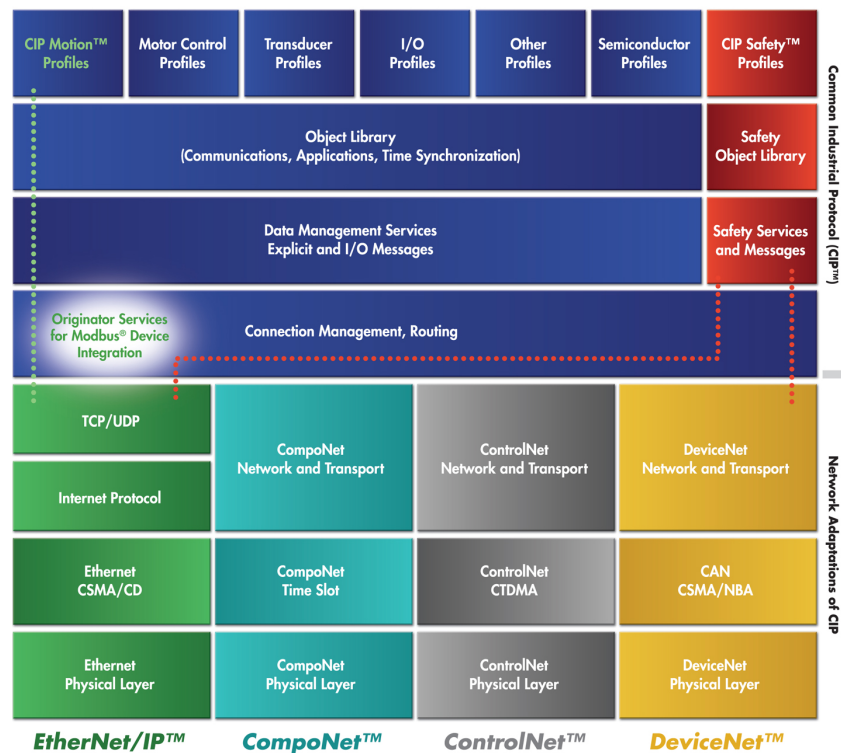 CIP Motion™
Profiles
Motor Control
Profiles
Transducer
Profiles
I/O
Profiles
Other
Profiles
Semiconductor
Profiles
CIP Safety™
Profiles
Object Library
(Communications, Applications, Time Synchronization)
Safety
Object Library
Data Management Services
Explicit and I/O Messages
Safety Services
and Messages
Originator Services
for Modbus® Device
Integration
Connection Management, Routing
Common Industrial Protocol (CIP™)
TCP/UDP
Internet Protocol
CompoNet
Network and Transport
ControlNet
Network and Transport
DeviceNet
Network and Transport
Ethernet
CSMA/CD
CompoNet
Time Slot
ControlNet
CTDMA
CAN
CSMA/NBA
Ethernet
Physical Layer
CompoNet
Physical Layer
ControlNet
Physical Layer
DeviceNet
Physical Layer
Network Adaptations of CIP
EtherNet/IP™
CompoNet™
ControlNet™
DeviceNet™